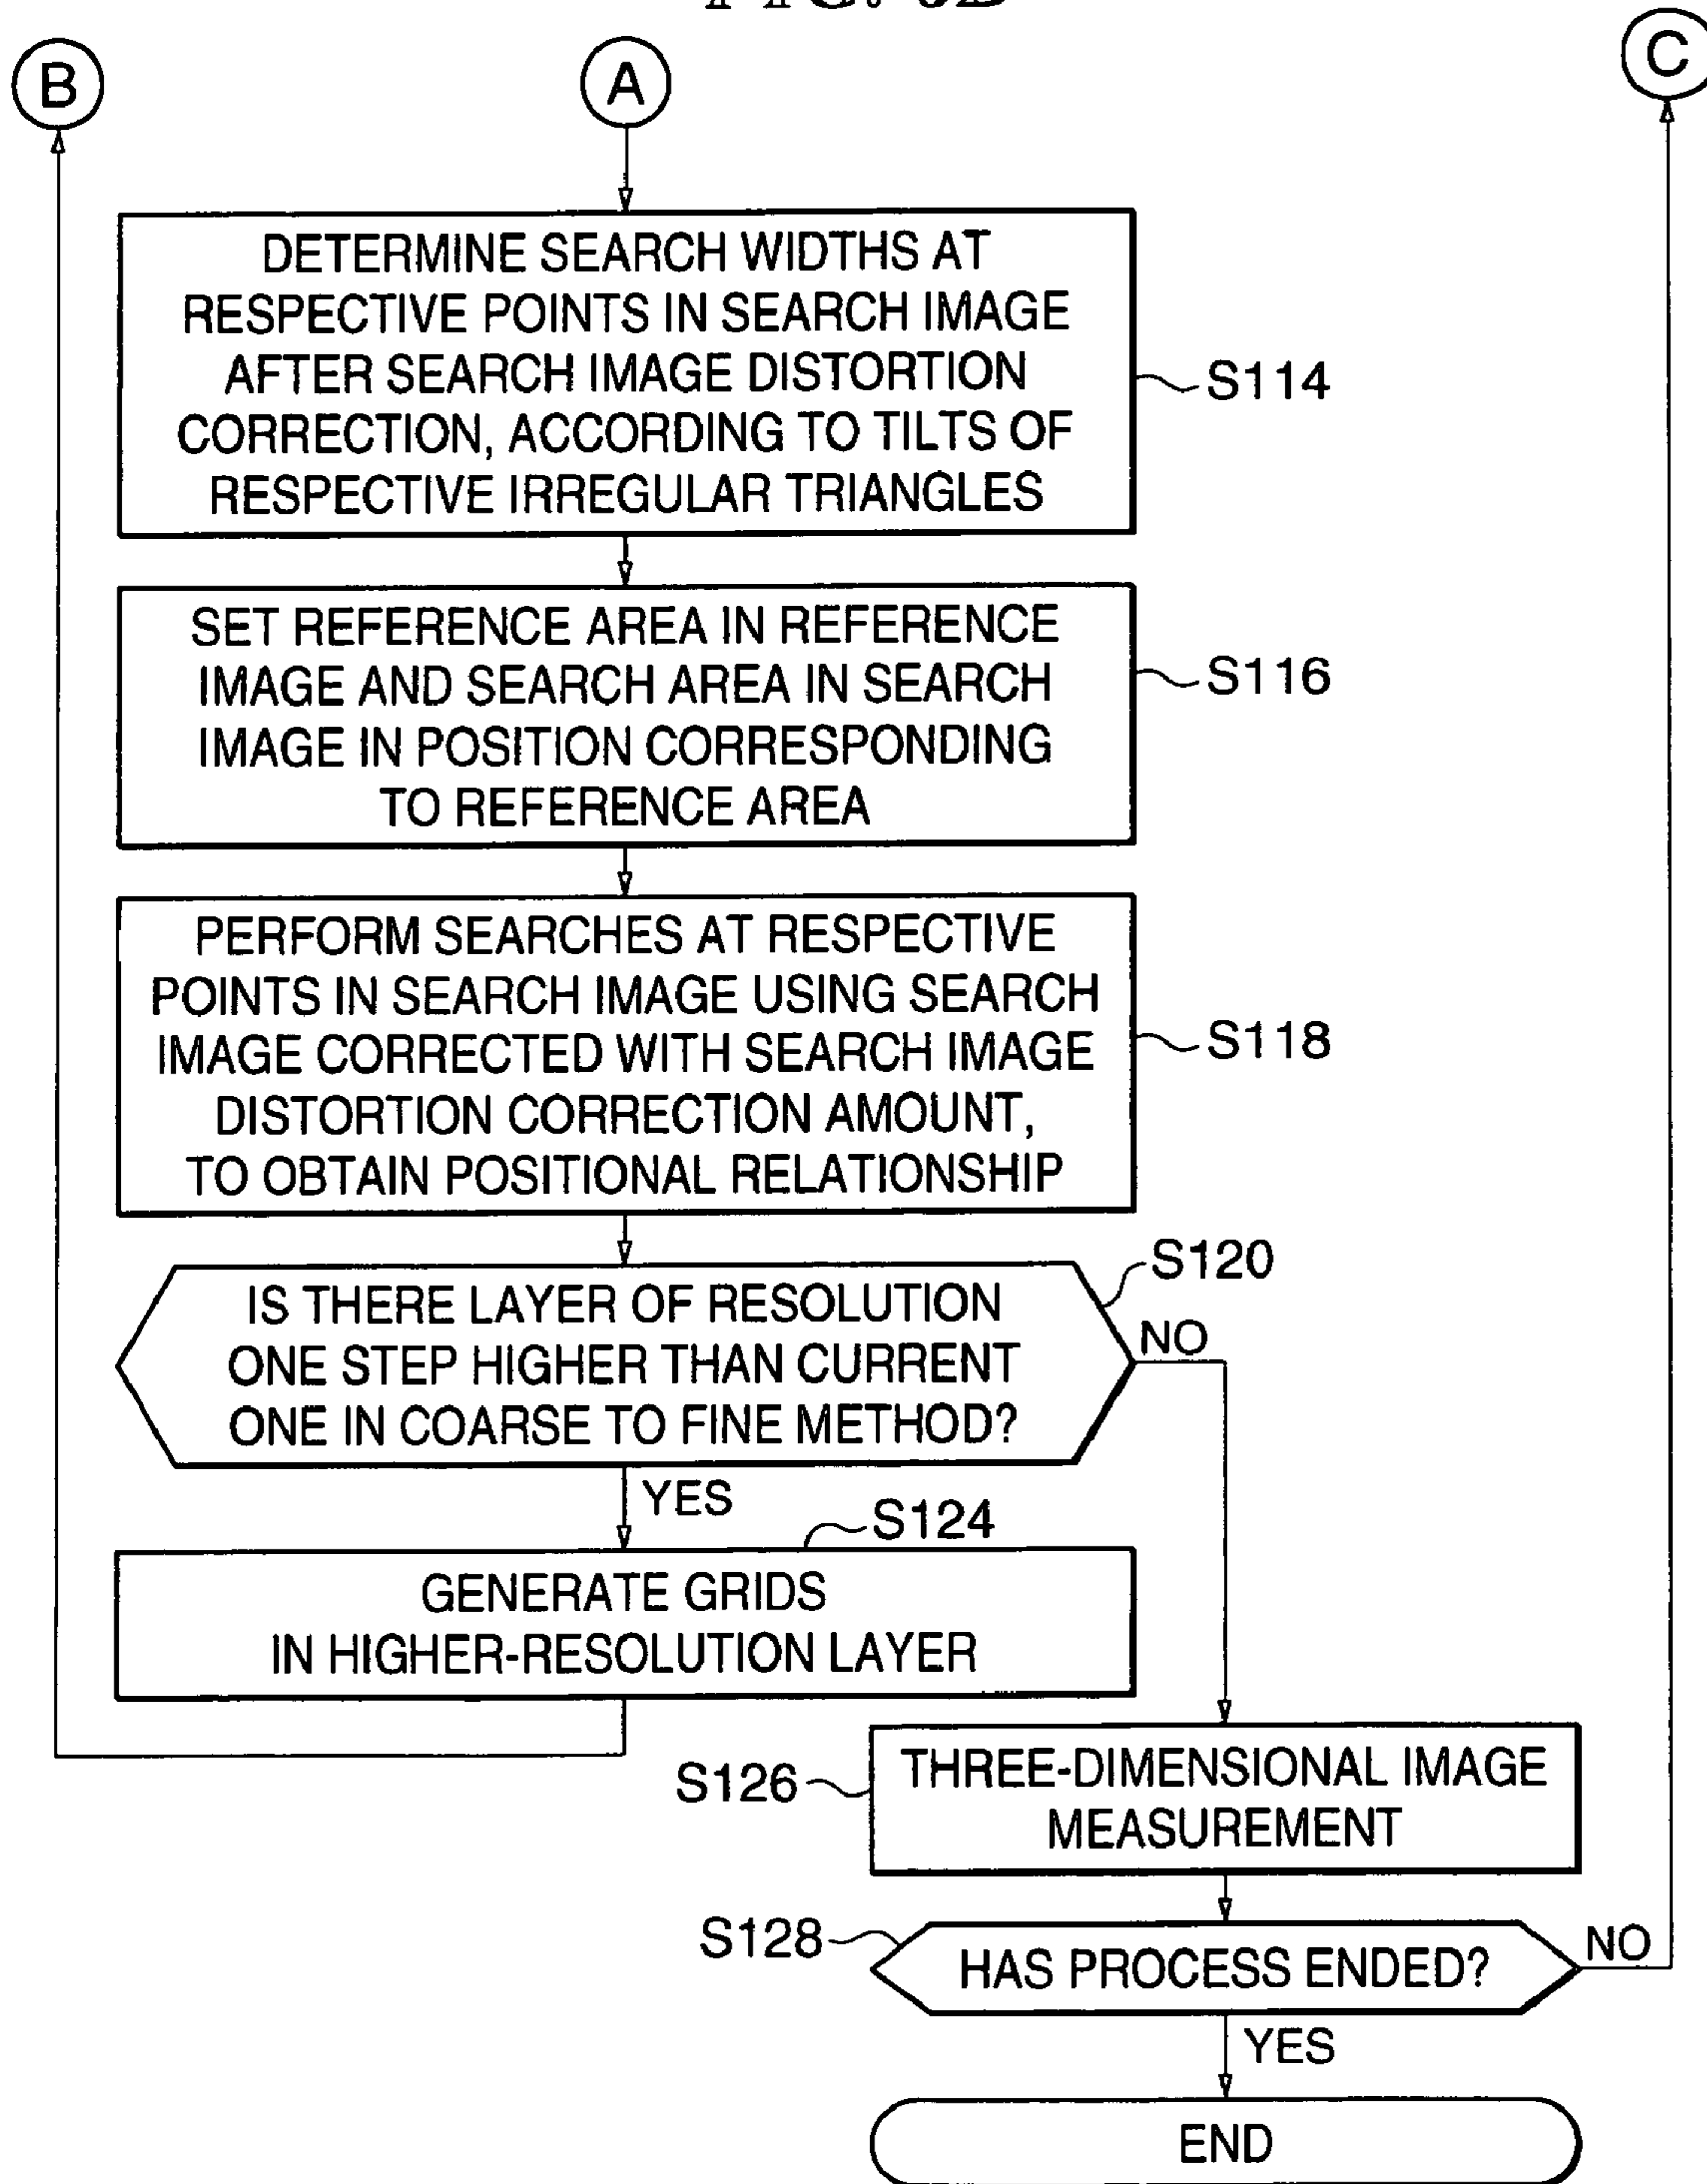 B
A
C
DETERMINE SEARCH WIDTHS AT
RESPECTIVE POINTS IN SEARCH IMAGE
AFTER SEARCH IMAGE DISTORTION
CORRECTION, ACCORDING TO TILTS OF
RESPECTIVE IRREGULAR TRIANGLES
S114
SET REFERENCE AREA IN REFERENCE
IMAGE AND SEARCH AREA IN SEARCH
IMAGE IN POSITION CORRESPONDING
TO REFERENCE AREA
S116
PERFORM SEARCHES AT RESPECTIVE
POINTS IN SEARCH IMAGE USING SEARCH
IMAGE CORRECTED WITH SEARCH IMAGE
DISTORTION CORRECTION AMOUNT,
TO OBTAIN POSITIONAL RELATIONSHIP
S118
S120
IS THERE LAYER OF RESOLUTION
ONE STEP HIGHER THAN CURRENT
ONE IN COARSE TO FINE METHOD?
NO
YES
S124
GENERATE GRIDS
IN HIGHER-RESOLUTION LAYER
S126
THREE-DIMENSIONAL IMAGE
MEASUREMENT
S128
HAS PROCESS ENDED?
NO
YES
END